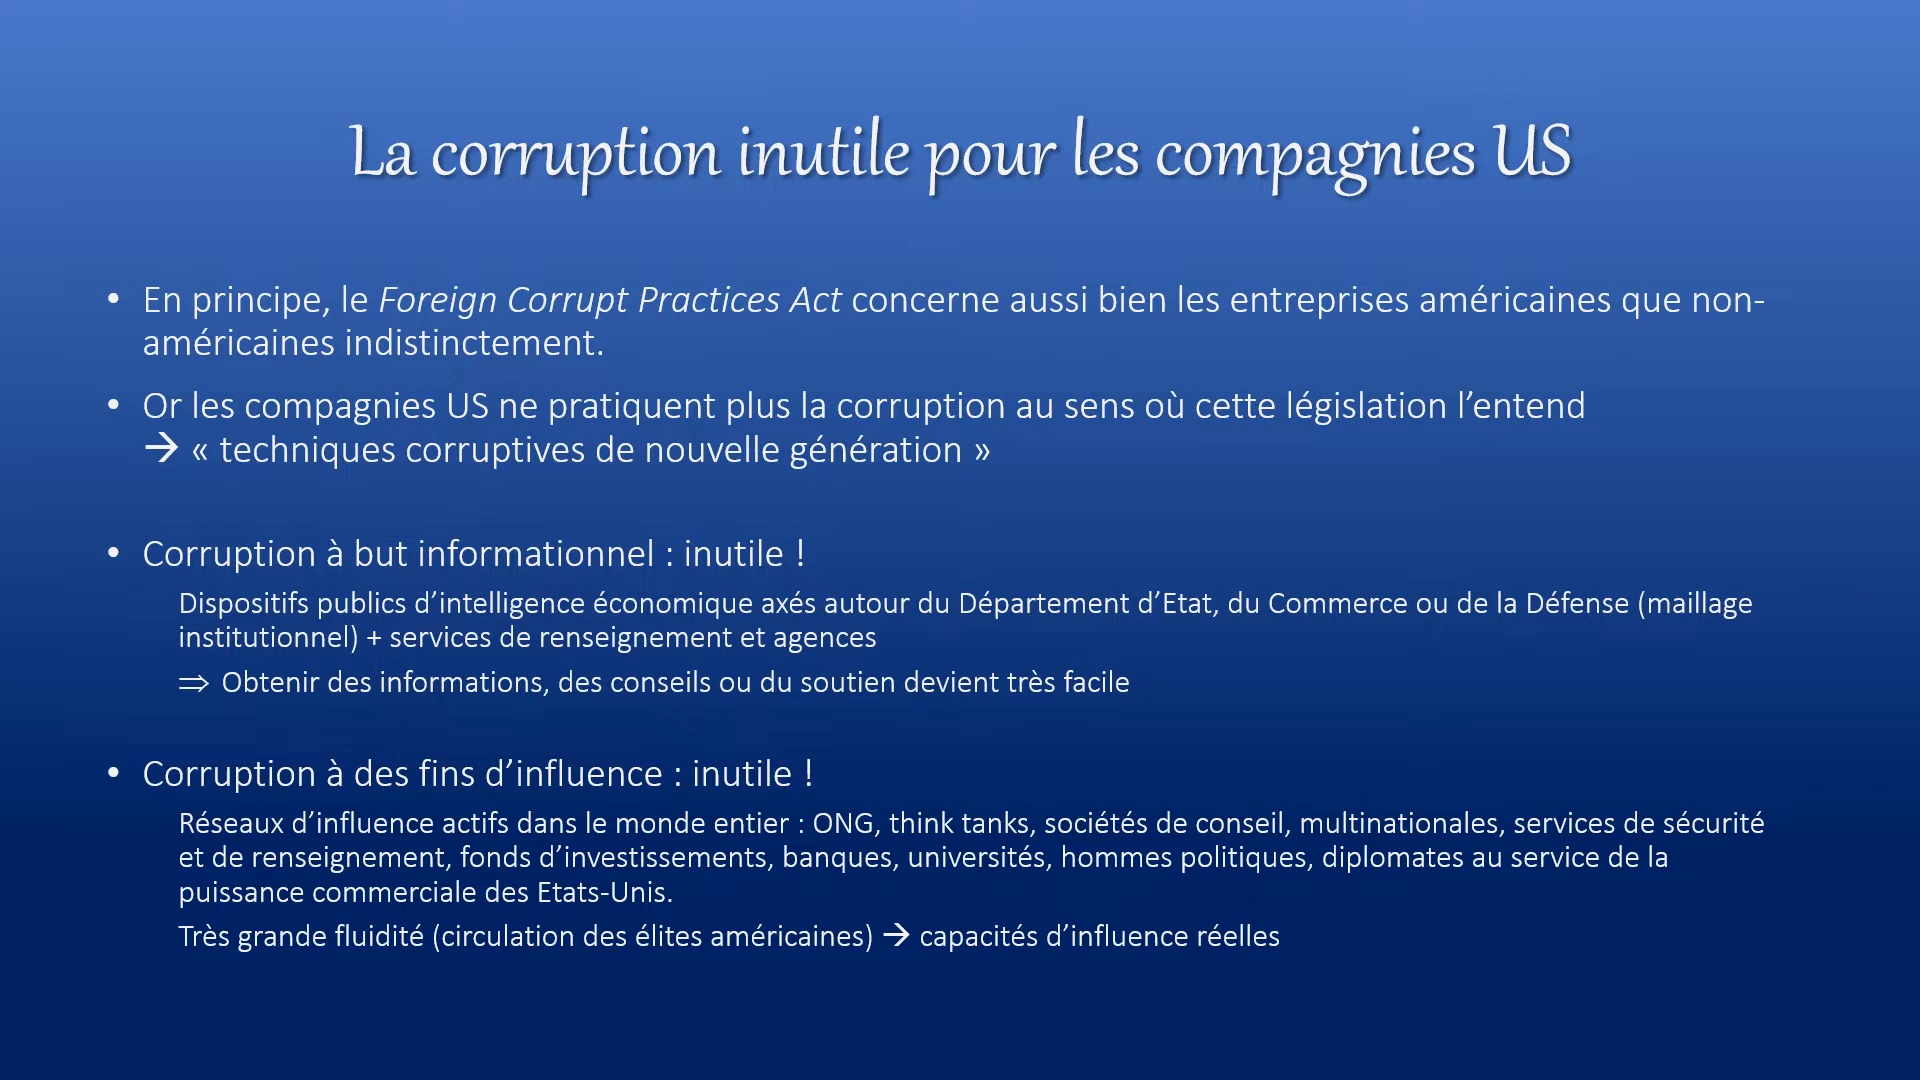 La corruption inutile pour les compagnies US
• En principe, le Foreign Corrupt Practices Act concerne aussi bien les entreprises américaines que non-
américaines indistinctement.
• Or les compagnies US ne pratiquent plus la corruption au sens où cette législation l’entend
→ « techniques corruptives de nouvelle génération »
• Corruption à but informationnel : inutile !
Dispositifs publics d’intelligence économique axés autour du Département d’Etat, du Commerce ou de la Défense (maillage
institutionnel) + services de renseignement et agences
⇒ Obtenir des informations, des conseils ou du soutien devient très facile
• Corruption à des fins d’influence : inutile !
Réseaux d’influence actifs dans le monde entier : ONG, think tanks, sociétés de conseil, multinationales, services de sécurité
et de renseignement, fonds d’investissements, banques, universités, hommes politiques, diplomates au service de la
puissance commerciale des Etats-Unis.
Très grande fluidité (circulation des élites américaines) → capacités d’influence réelles